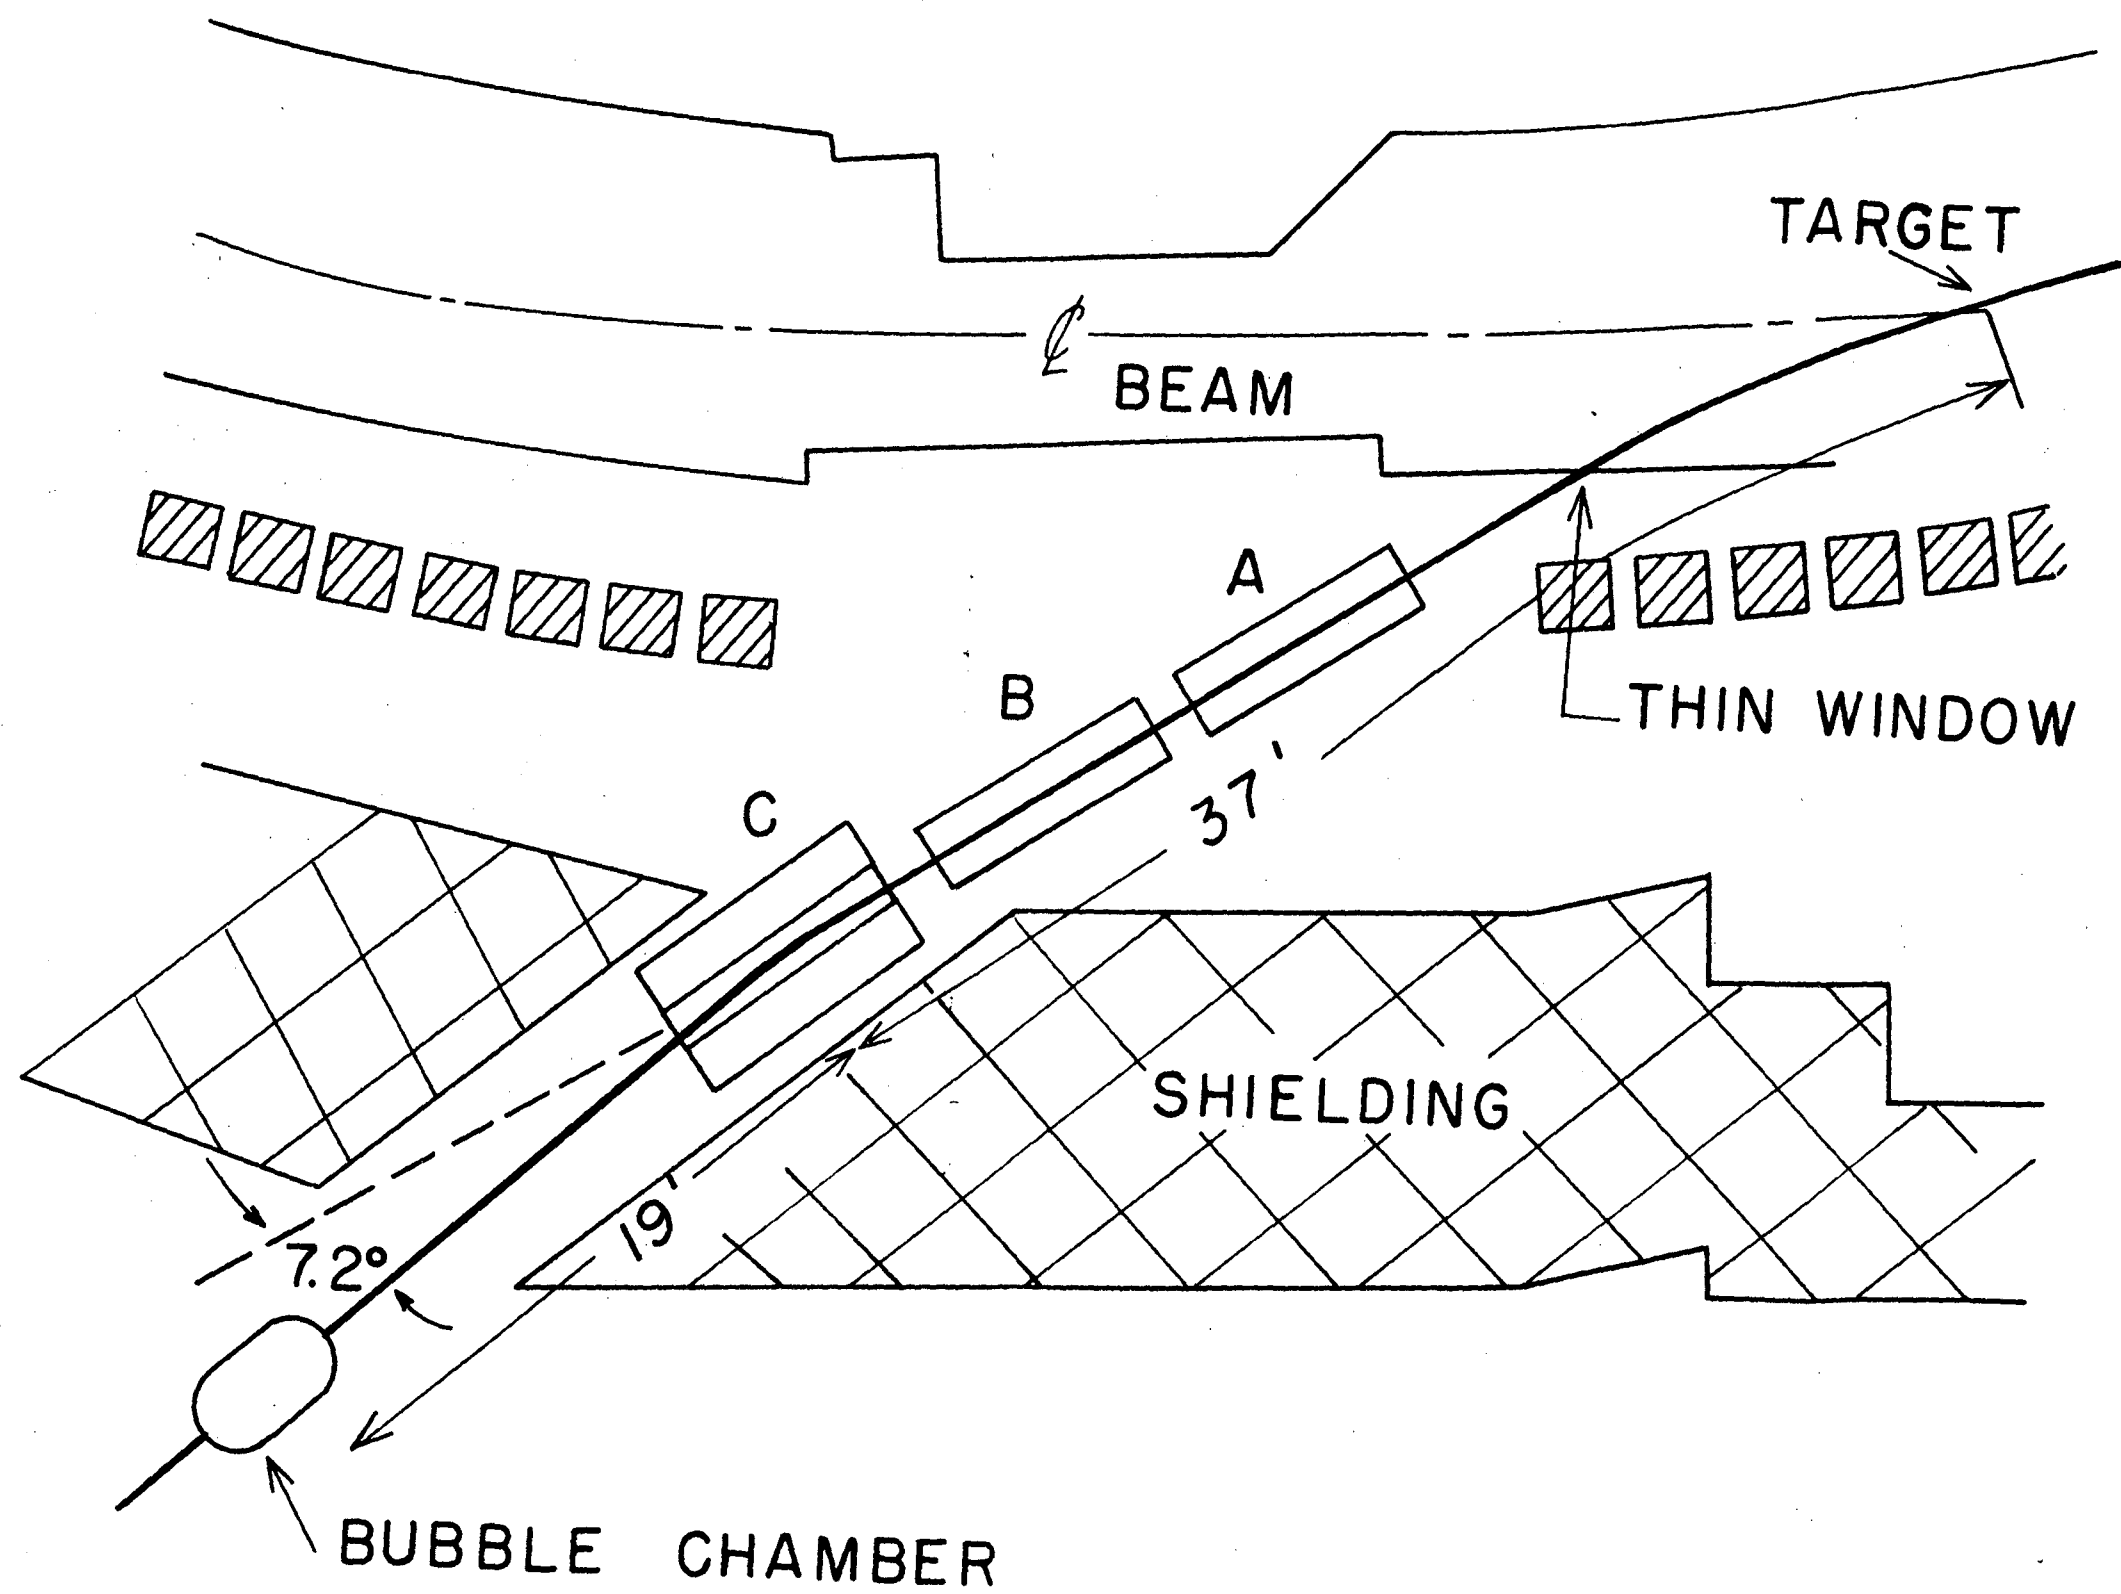 TARGET
℄
BEAM
A
THIN WINDOW
B
37'
C
SHIELDING
19'
7.2°
BUBBLE CHAMBER